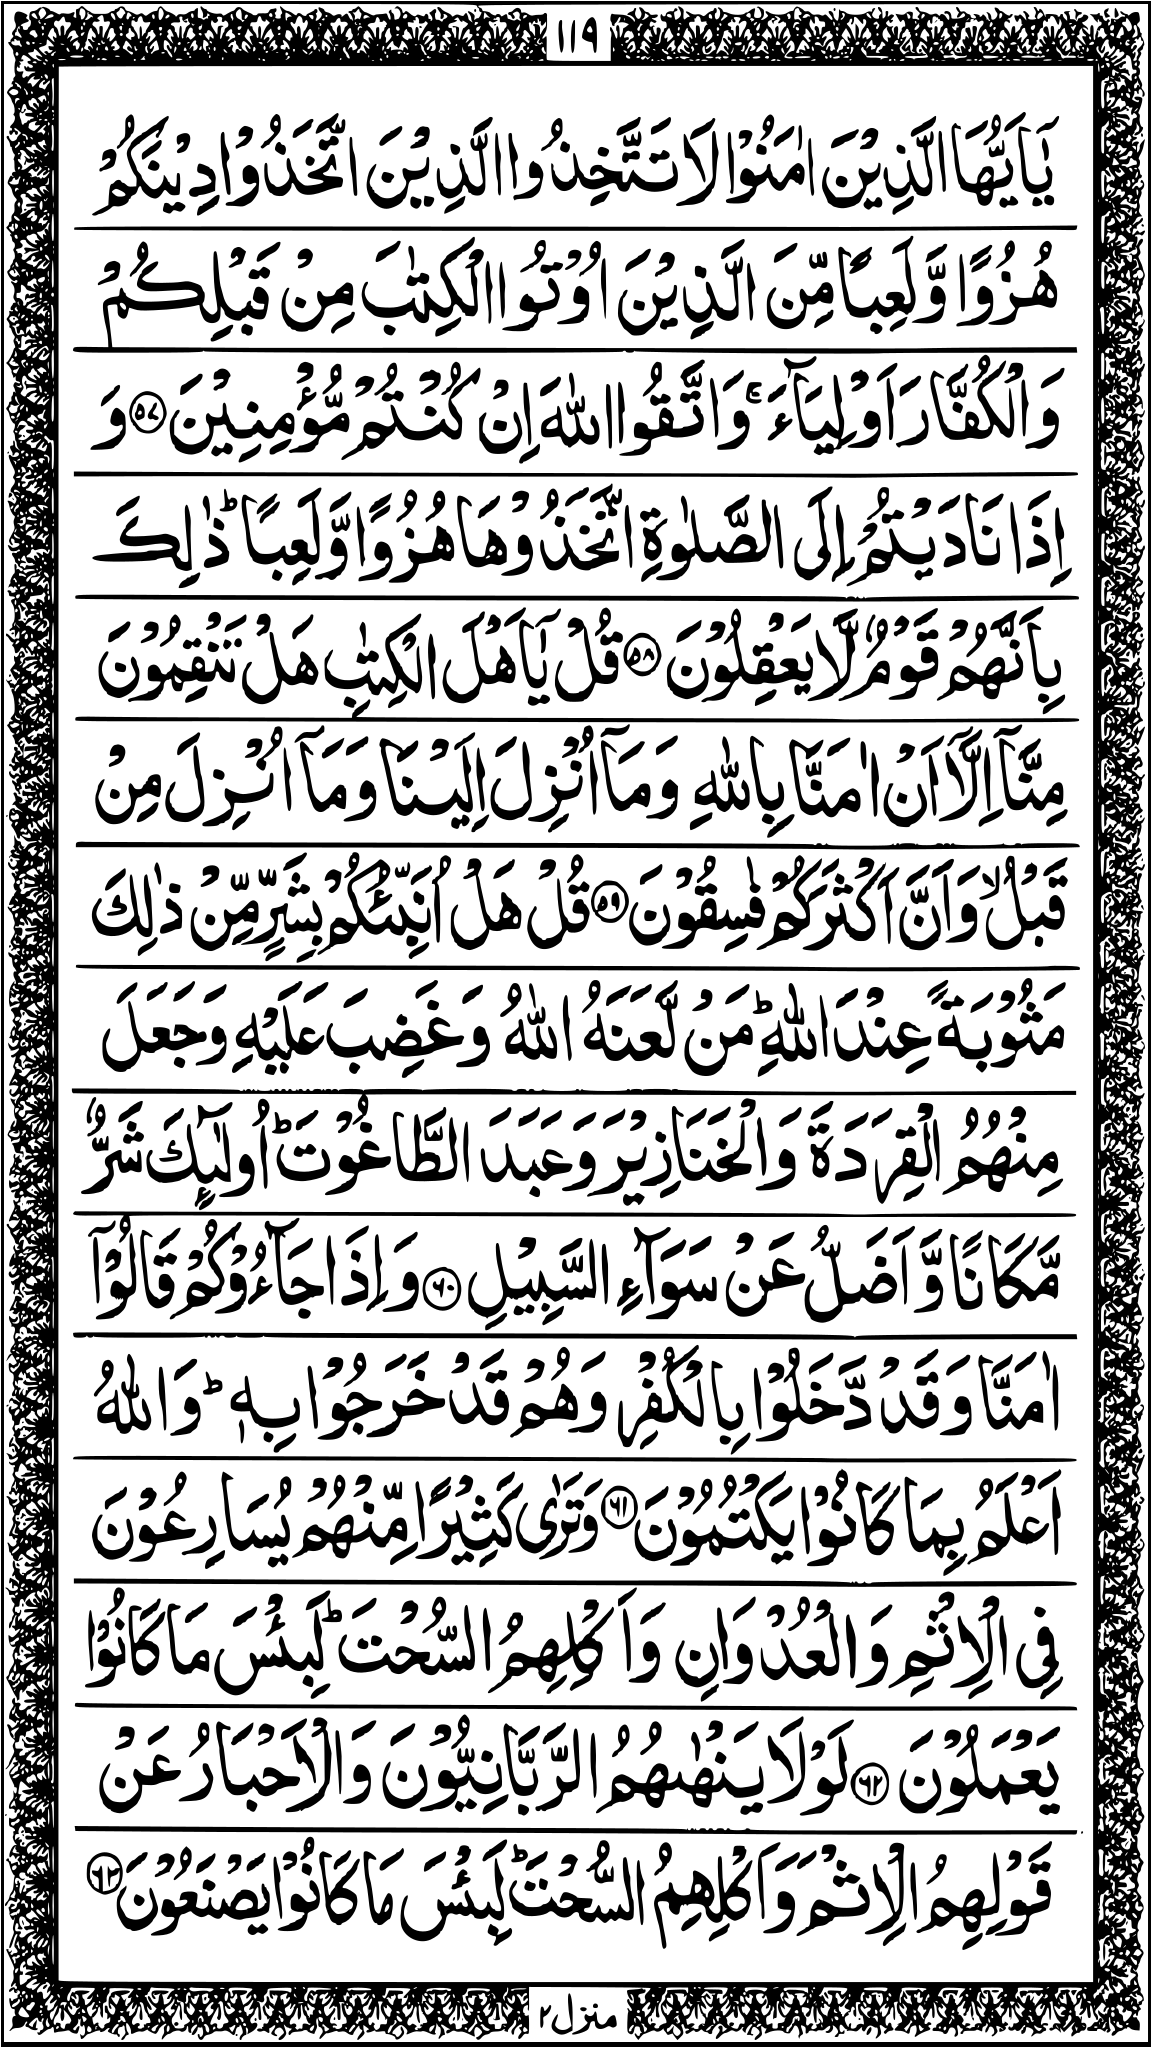 ١١٩
يٰۤاَيُّهَا الَّذِيْنَ اٰمَنُوْا لَا تَتَّخِذُوا الَّذِيْنَ اتَّخَذُوْا دِيْنَكُمْ
هُزُوًا وَّ لَعِبًا مِّنَ الَّذِيْنَ اُوْتُوا الْكِتٰبَ مِنْ قَبْلِكُمْ
وَالْكُفَّارَ اَوْلِيَآءَ ۚ وَاتَّقُوا اللّٰهَ اِنْ كُنْتُمْ مُّؤْمِنِيْنَ ﴿٥٧﴾ وَ
اِذَا نَادَيْتُمْ اِلَى الصَّلٰوةِ اتَّخَذُوْهَا هُزُوًا وَّلَعِبًا ؕ ذٰلِكَ
بِاَنَّهُمْ قَوْمٌ لَّا يَعْقِلُوْنَ ﴿٥٨﴾ قُلْ يٰۤاَهْلَ الْكِتٰبِ هَلْ تَنْقِمُوْنَ
مِنَّاۤ اِلَّاۤ اَنْ اٰمَنَّا بِاللّٰهِ وَمَاۤ اُنْزِلَ اِلَيْنَا وَمَاۤ اُنْزِلَ مِنْ
قَبْلُ ۙ وَاَنَّ اَكْثَرَكُمْ فٰسِقُوْنَ ﴿٥٩﴾ قُلْ هَلْ اُنَبِّئُكُمْ بِشَرٍّ مِّنْ ذٰلِكَ
مَثُوْبَةً عِنْدَ اللّٰهِ ؕ مَنْ لَّعَنَهُ اللّٰهُ وَغَضِبَ عَلَيْهِ وَجَعَلَ
مِنْهُمُ الْقِرَدَةَ وَالْخَنَازِيْرَ وَعَبَدَ الطَّاغُوْتَ ؕ اُولٰٓئِكَ شَرٌّ
مَّكَانًا وَّ اَضَلُّ عَنْ سَوَآءِ السَّبِيْلِ ﴿٦٠﴾ وَاِذَا جَآءُوْكُمْ قَالُوْۤا
اٰمَنَّا وَقَدْ دَّخَلُوْا بِالْكُفْرِ وَهُمْ قَدْ خَرَجُوْا بِهٖ ؕ وَاللّٰهُ
اَعْلَمُ بِمَا كَانُوْا يَكْتُمُوْنَ ﴿٦١﴾ وَتَرٰى كَثِيْرًا مِّنْهُمْ يُسَارِعُوْنَ
فِى الْاِثْمِ وَالْعُدْوَانِ وَاَكْلِهِمُ السُّحْتَ ؕ لَبِئْسَ مَا كَانُوْا
يَعْمَلُوْنَ ﴿٦٢﴾ لَوْلَا يَنْهٰىهُمُ الرَّبَّانِيُّوْنَ وَالْاَحْبَارُ عَنْ
قَوْلِهِمُ الْاِثْمَ وَاَكْلِهِمُ السُّحْتَ ؕ لَبِئْسَ مَا كَانُوْا يَصْنَعُوْنَ ﴿٦٣﴾
منزل ٢